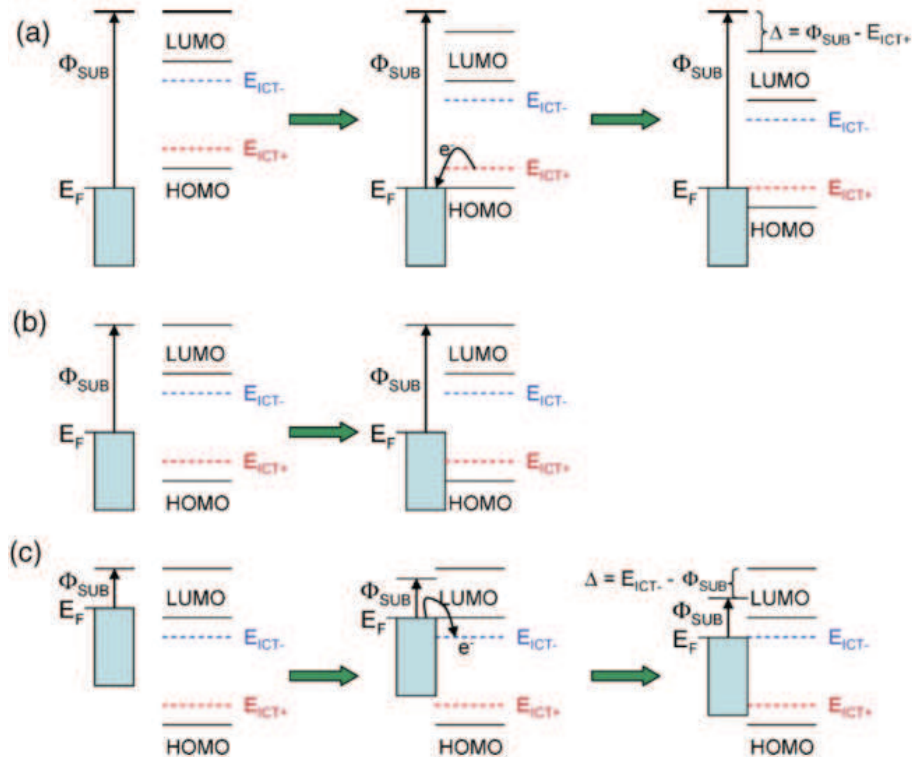 (a)
LUMO
Φ_SUB
E_ICT-
E_ICT+
E_F
HOMO
LUMO
Φ_SUB
E_ICT-
e-
E_ICT+
E_F
HOMO
Δ = Φ_SUB - E_ICT+
Φ_SUB
LUMO
E_ICT-
E_F
E_ICT+
HOMO
(b)
LUMO
Φ_SUB
E_ICT-
E_F
E_ICT+
HOMO
LUMO
Φ_SUB
E_ICT-
E_F
E_ICT+
HOMO
(c)
Φ_SUB
LUMO
E_F
E_ICT-
E_ICT+
HOMO
Φ_SUB
LUMO
E_F
e-
E_ICT-
E_ICT+
HOMO
Δ = E_ICT- - Φ_SUB
Φ_SUB
LUMO
E_F
E_ICT-
E_ICT+
HOMO